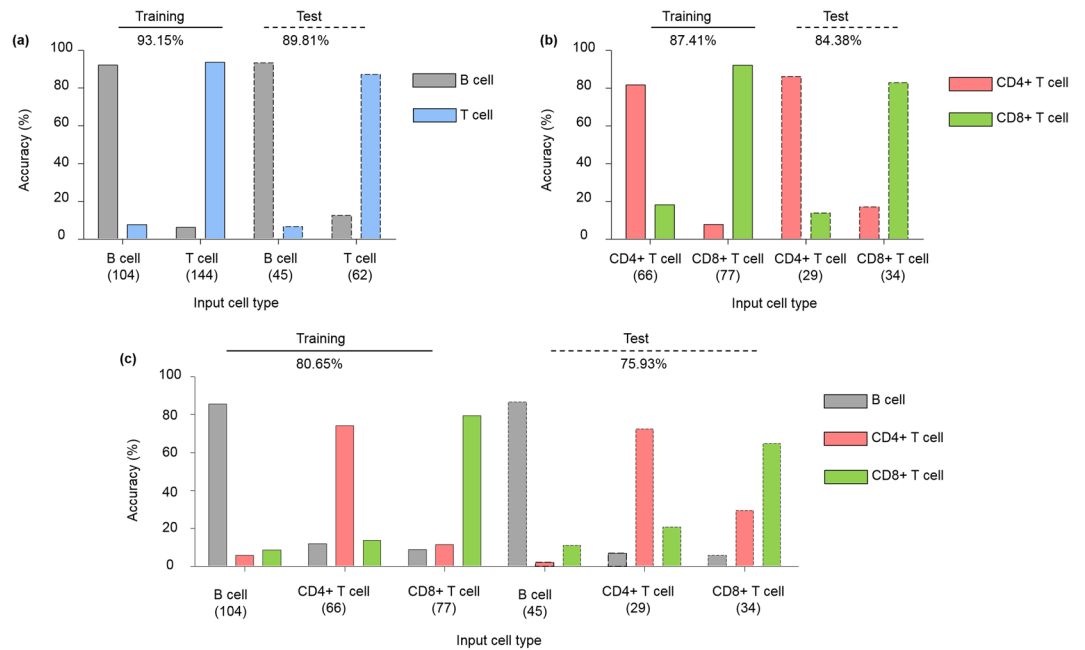 (a)
Training
Test
93.15%
89.81%
100
80
60
40
20
0
Accuracy (%)
B cell
T cell
B cell
T cell
B cell
T cell
(104)
(144)
(45)
(62)
Input cell type
(b)
Training
Test
87.41%
84.38%
100
80
60
40
20
0
Accuracy (%)
CD4+ T cell
CD8+ T cell
CD4+ T cell
CD8+ T cell
CD4+ T cell
CD8+ T cell
(66)
(77)
(29)
(34)
Input cell type
(c)
Training
Test
80.65%
75.93%
100
80
60
40
20
0
Accuracy (%)
B cell
CD4+ T cell
CD8+ T cell
B cell
CD4+ T cell
CD8+ T cell
B cell
CD4+ T cell
CD8+ T cell
(104)
(66)
(77)
(45)
(29)
(34)
Input cell type